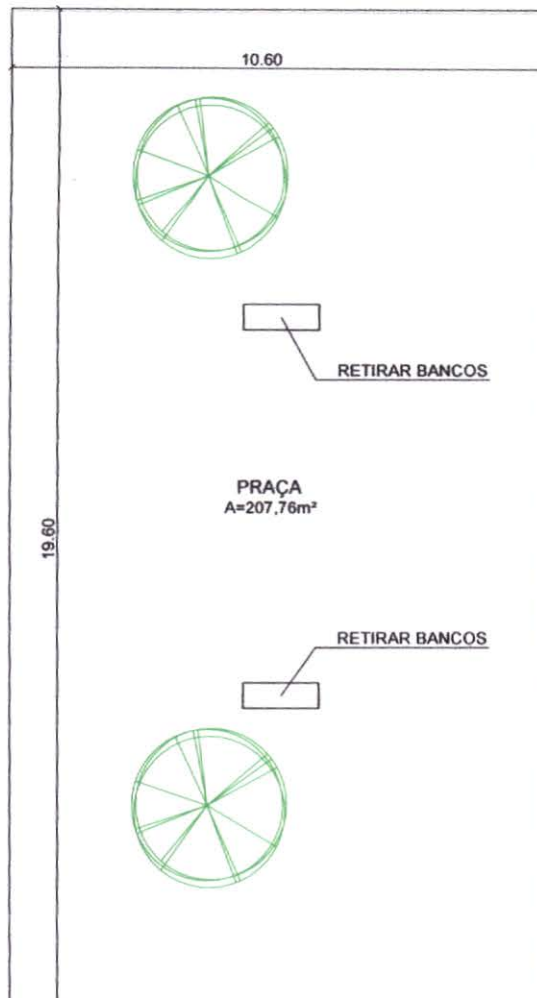 10.60
RETIRAR BANCOS
PRAÇA
A=207,76m²
19.60
RETIRAR BANCOS